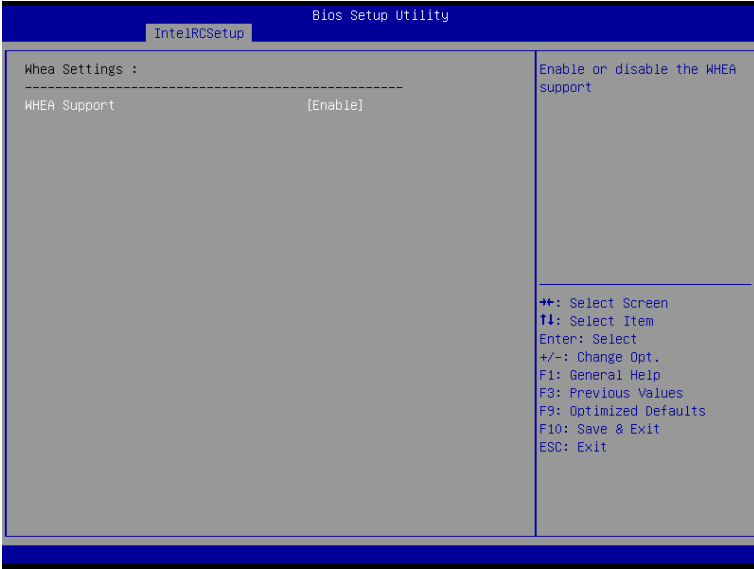 Bios Setup Utility
IntelRCSetup
Whea Settings :
--------------------------------------------------
WHEA Support [Enable]
Enable or disable the WHEA
support
→←: Select Screen
↑↓: Select Item
Enter: Select
+/-: Change Opt.
F1: General Help
F3: Previous Values
F9: Optimized Defaults
F10: Save & Exit
ESC: Exit